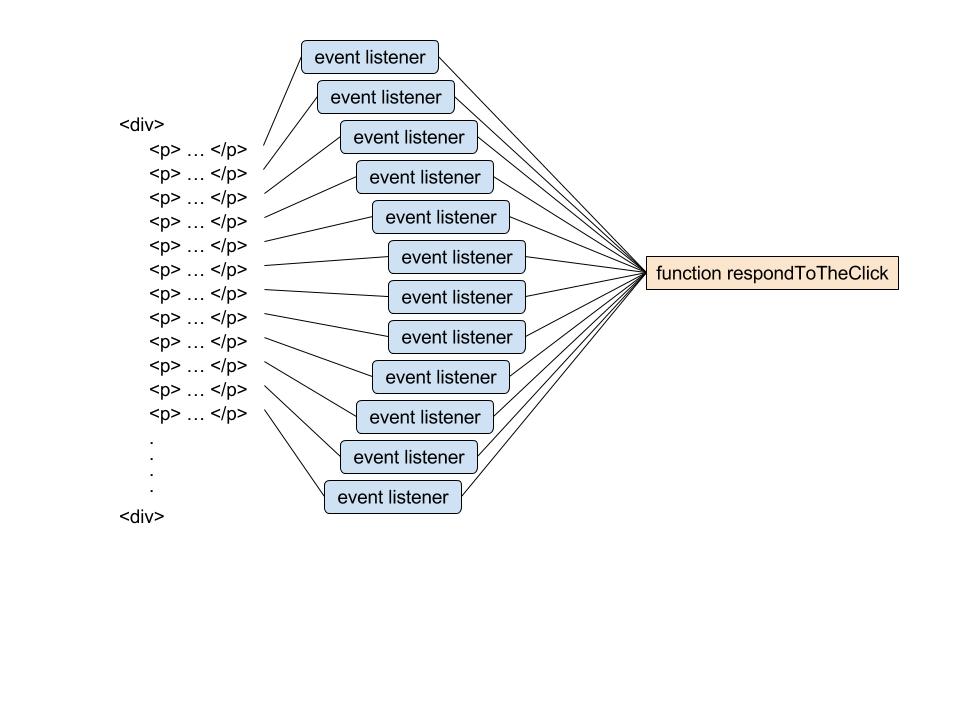 <div>
<p> ... </p>
<p> ... </p>
<p> ... </p>
<p> ... </p>
<p> ... </p>
<p> ... </p>
<p> ... </p>
<p> ... </p>
<p> ... </p>
<p> ... </p>
<p> ... </p>
<p> ... </p>
.
.
.
.
<div>
event listener
event listener
event listener
event listener
event listener
event listener
event listener
event listener
event listener
event listener
event listener
event listener
function respondToTheClick